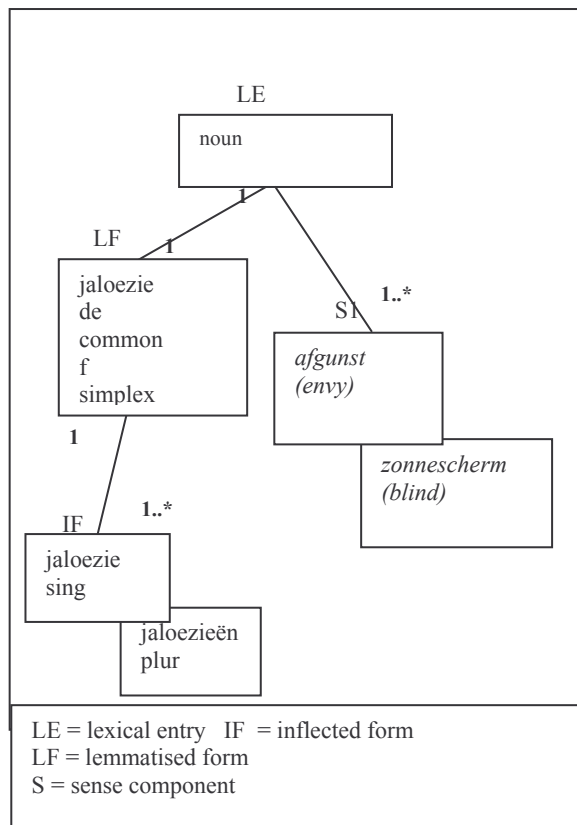 LE
noun
1
LF
1
jaloezie
de
common
f
simplex
1..*
S1
afgunst
(envy)
zonnescherm
(blind)
1
1..*
IF
jaloezie
sing
jaloezieën
plur
LE = lexical entry IF = inflected form
LF = lemmatised form
S = sense component